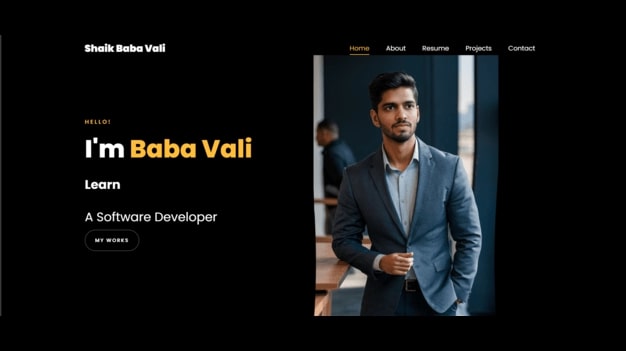 Shaik Baba Vali
Home About Resume Projects Contact
HELLO!
I'm Baba Vali
Learn
A Software Developer
MY WORKS